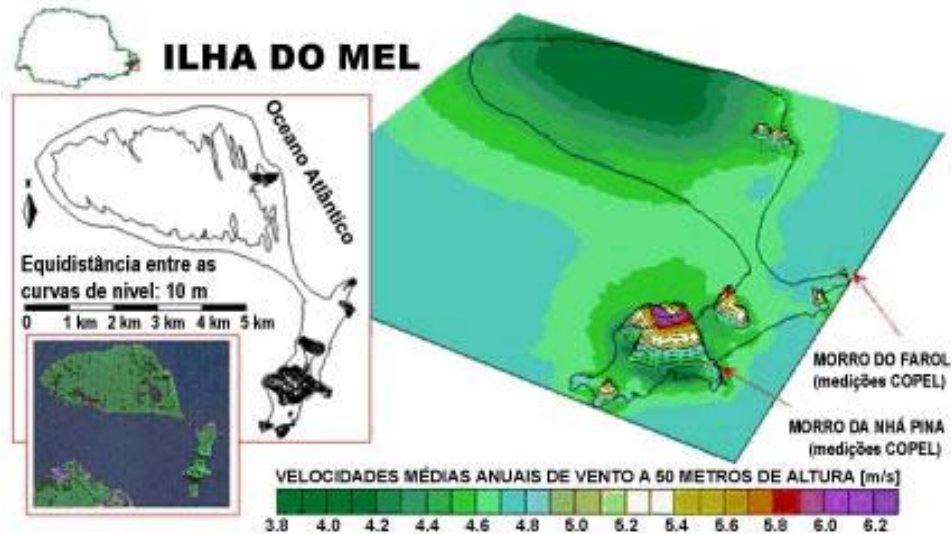 ILHA DO MEL
Oceano Atlântico
Equidistância entre as
curvas de nível: 10 m
0 1 km 2 km 3 km 4 km 5 km
MORRO DO FAROL
(medições COPEL)
MORRO DA NHÁ PINA
(medições COPEL)
VELOCIDADES MÉDIAS ANUAIS DE VENTO A 50 METROS DE ALTURA [m/s]
3.8 4.0 4.2 4.4 4.6 4.8 5.0 5.2 5.4 5.6 5.8 6.0 6.2